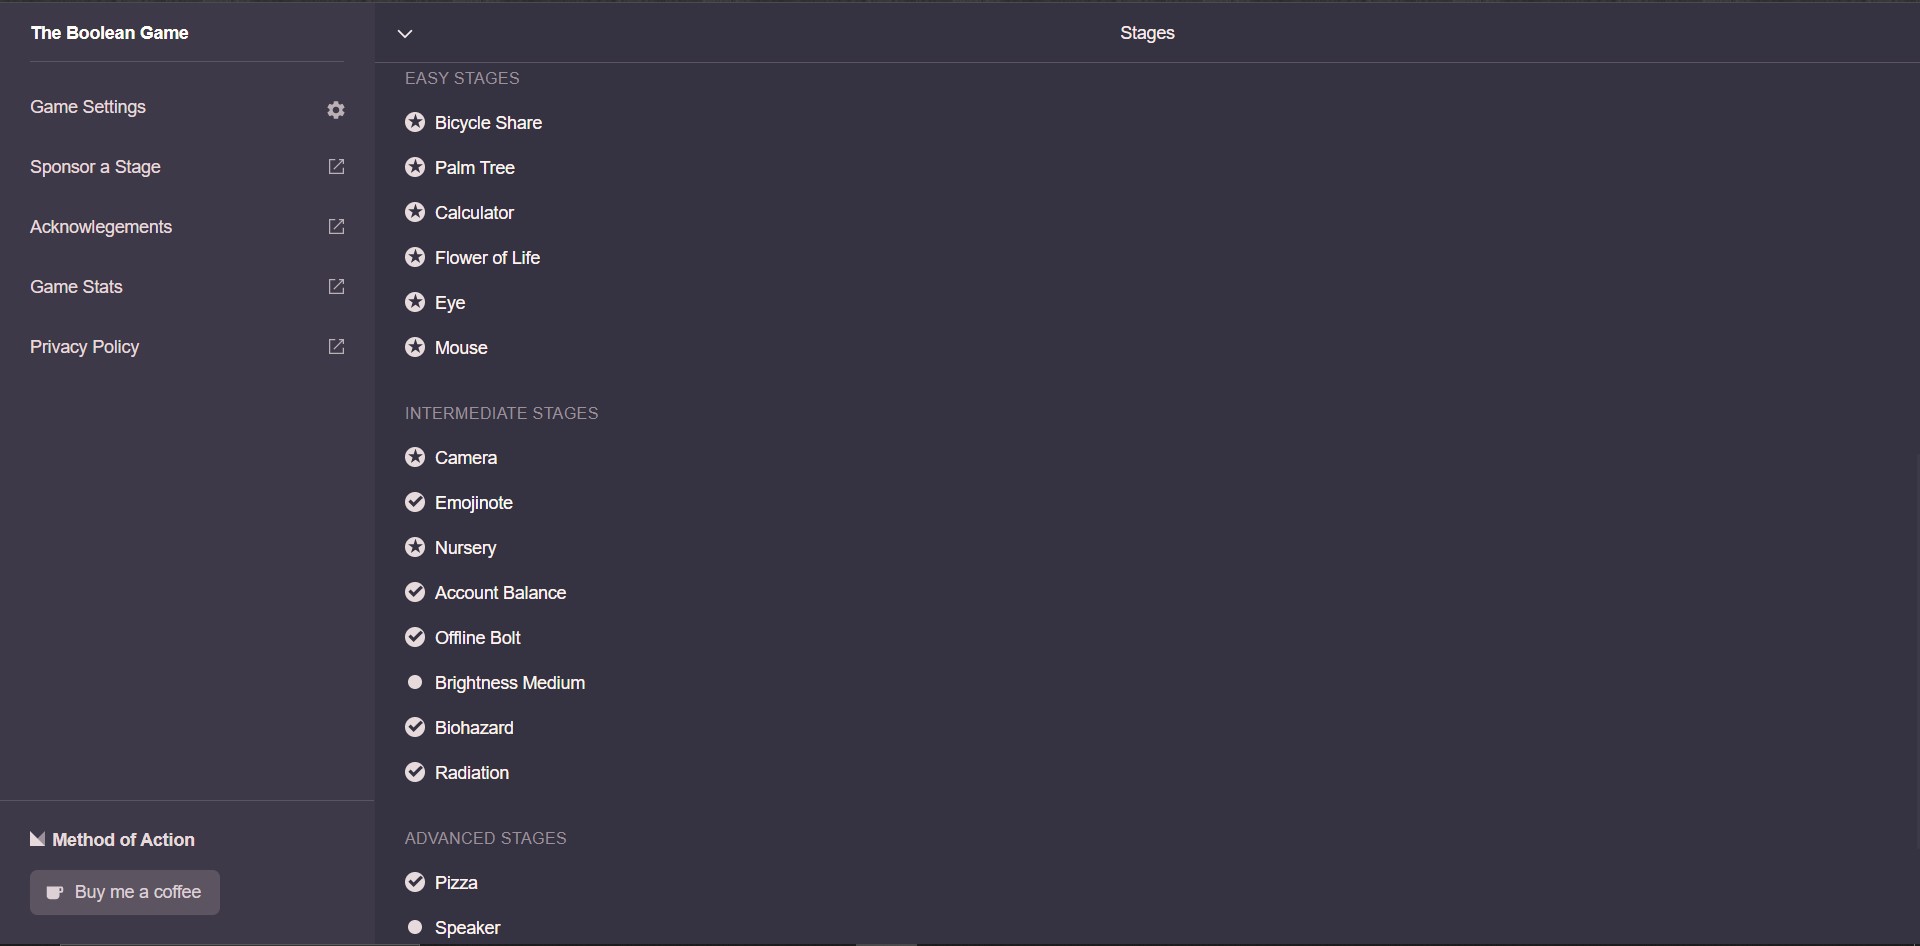 The Boolean Game
Game Settings
Sponsor a Stage
Acknowlegements
Game Stats
Privacy Policy
Method of Action
Buy me a coffee
Stages
EASY STAGES
Bicycle Share
Palm Tree
Calculator
Flower of Life
Eye
Mouse
INTERMEDIATE STAGES
Camera
Emojinote
Nursery
Account Balance
Offline Bolt
Brightness Medium
Biohazard
Radiation
ADVANCED STAGES
Pizza
Speaker